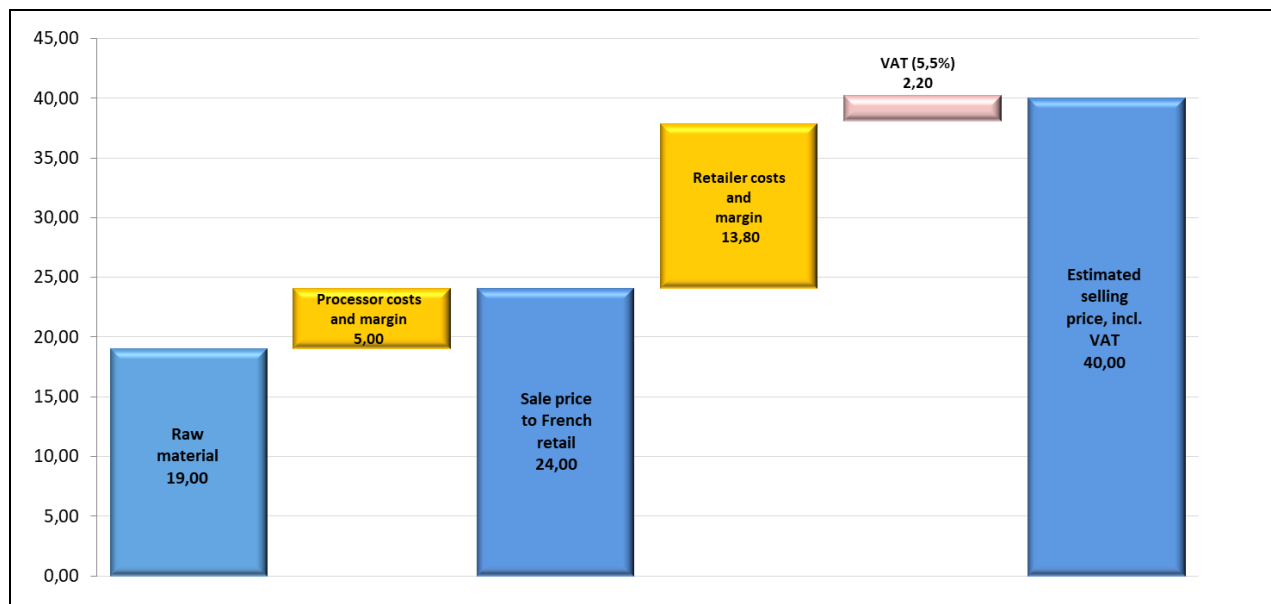 45,00
40,00
35,00
30,00
25,00
20,00
15,00
10,00
5,00
0,00
Raw
material
19,00
Processor costs
and margin
5,00
Sale price
to French
retail
24,00
Retailer costs
and
margin
13,80
VAT (5,5%)
2,20
Estimated
selling
price, incl.
VAT
40,00